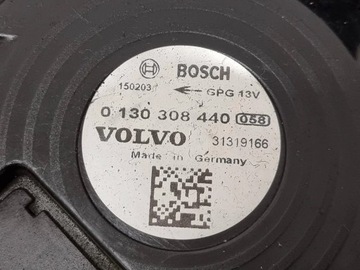 BOSCH
150203 GPG 13V
0 130 308 440 058
VOLVO 31319166
Made in Germany